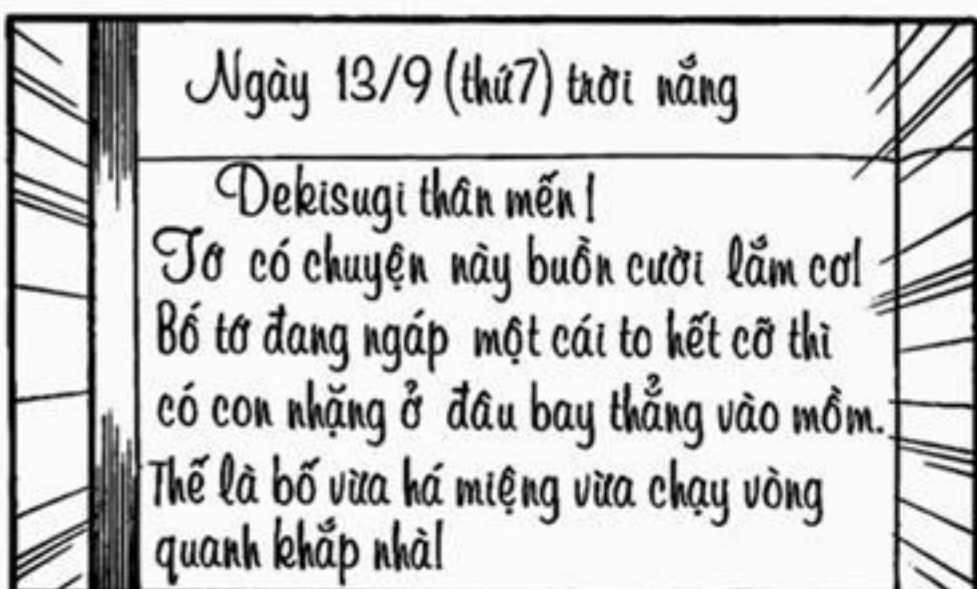 Ngày 13/9 (thứ7) trời nắng
Dekisugi thân mến!
Tớ có chuyện này buồn cười lắm cơ!
Bố tớ đang ngáp một cái to hết cỡ thì
có con nhặng ở đâu bay thẳng vào mồm.
Thế là bố vừa há miệng vừa chạy vòng
quanh khắp nhà!